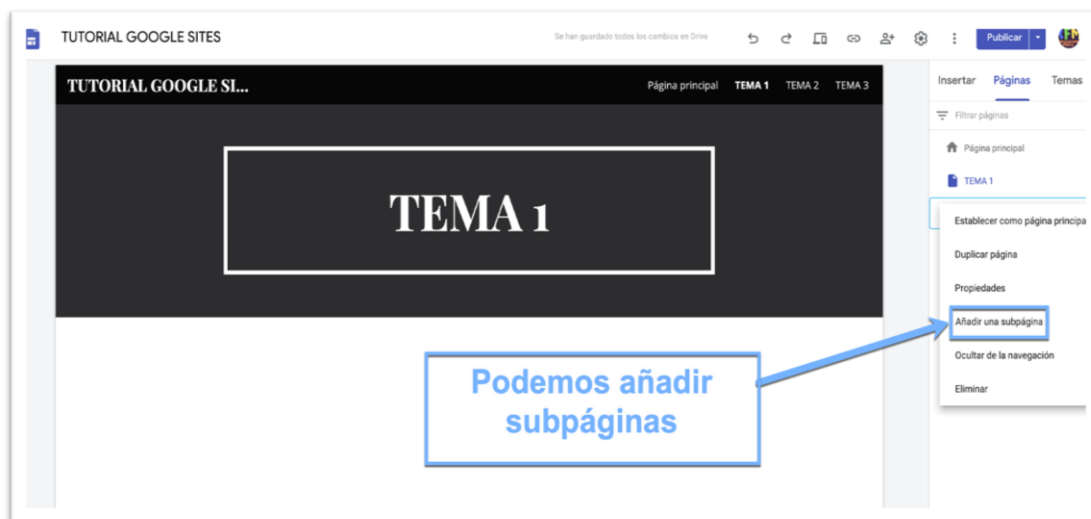 TUTORIAL GOOGLE SITES
Se han guardado todos los cambios en Drive
Publicar
TUTORIAL GOOGLE SI...
Página principal TEMA 1 TEMA 2 TEMA 3
Insertar Páginas Temas
Filtrar páginas
Página principal
TEMA 1
TEMA 1
Establecer como página principa
Duplicar página
Propiedades
Añadir una subpágina
Ocultar de la navegación
Eliminar
Podemos añadir
subpáginas